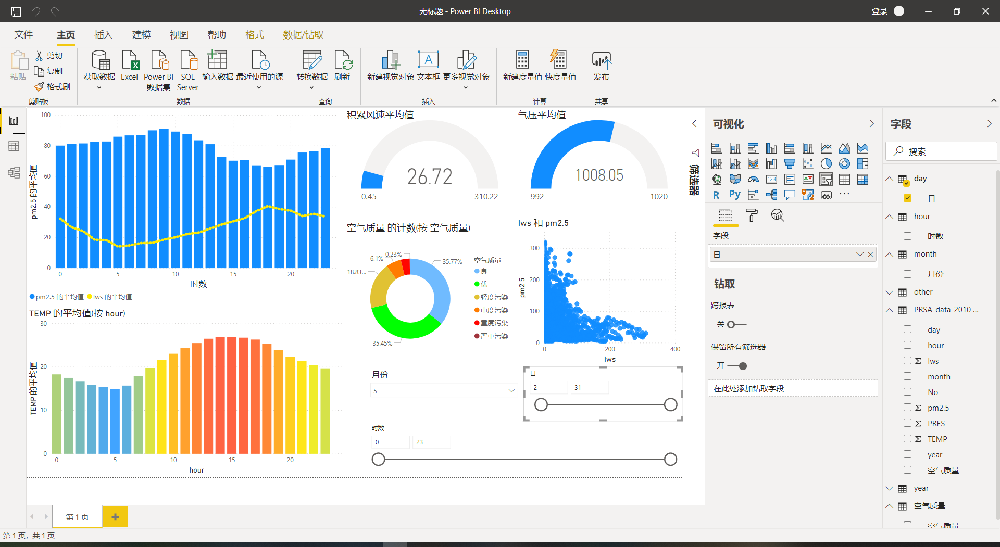 无标题 - Power BI Desktop
登录
文件 主页 插入 建模 视图 帮助 格式 数据/钻取
粘贴
剪切
复制
格式刷
剪贴板
获取数据
Excel
Power BI
数据集
SQL
Server
输入数据
最近使用的源
数据
转换数据
刷新
查询
新建视觉对象
文本框
更多视觉对象
插入
新建度量值
快度量值
计算
发布
共享
pm2.5 的平均值
100
80
60
40
20
0
0 5 10 15 20
时数
pm2.5 的平均值 Iws 的平均值
TEMP 的平均值(按 hour)
TEMP 的平均值
30
20
10
0
0 5 10 15 20
hour
积累风速平均值
26.72
0.45 310.22
气压平均值
1008.05
992 1020
空气质量 的计数(按 空气质量)
0.23%
6.1%
18.83...
35.77%
35.45%
空气质量
良
优
轻度污染
中度污染
重度污染
严重污染
Iws 和 pm2.5
pm2.5
300
200
100
0
0 200 400
Iws
月份
5
日
2 31
时数
0 23
筛选器
可视化
123
R Py
字段
日
钻取
跨报表
关
保留所有筛选器
开
在此处添加钻取字段
字段
搜索
day
日
hour
时数
month
月份
other
PRSA_data_2010 ...
day
hour
Σ Iws
month
No
Σ pm2.5
Σ PRES
Σ TEMP
year
空气质量
year
空气质量
空气质量
第 1 页
第 1 页，共 1 页